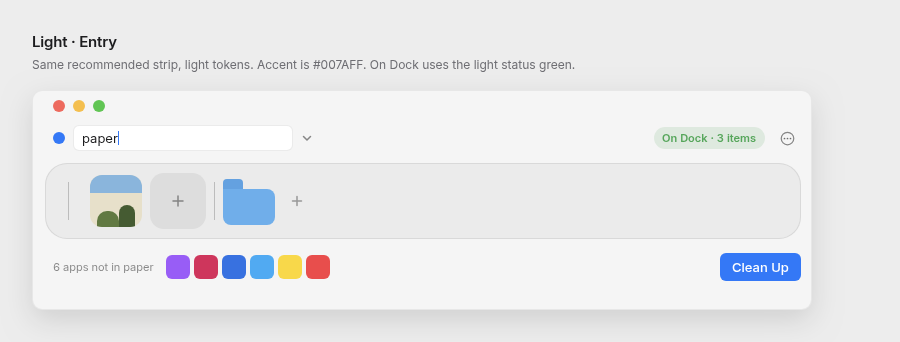 Light · Entry
Same recommended strip, light tokens. Accent is #007AFF. On Dock uses the light status green.
paper
On Dock · 3 items
6 apps not in paper
Clean Up